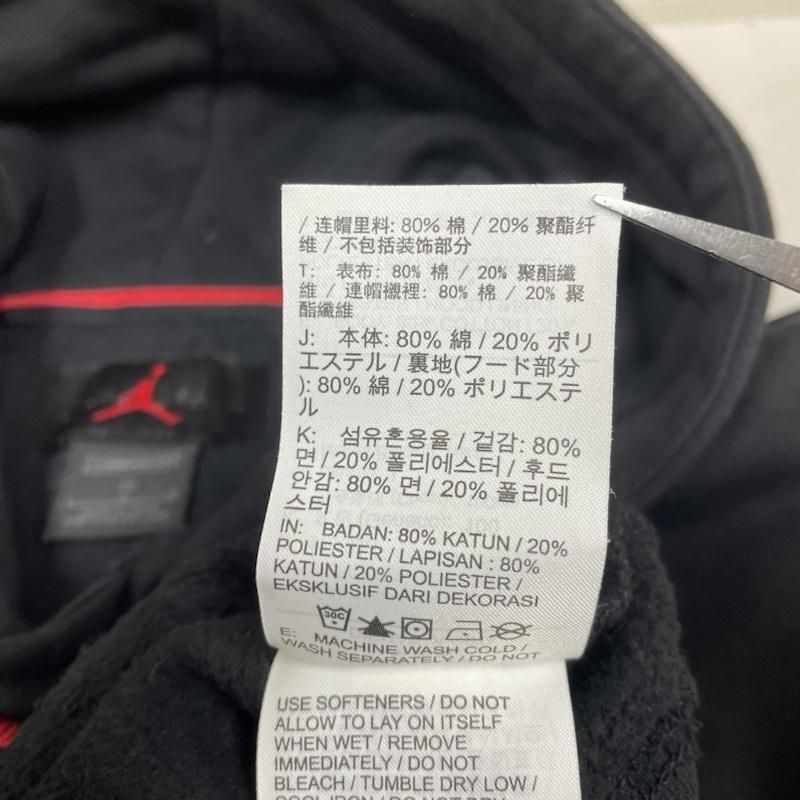 / 连帽里料: 80% 棉 / 20% 聚酯纤
维 / 不包括装饰部分
T: 表布: 80% 棉 / 20% 聚酯纖
維 / 連帽襯裡: 80% 棉 / 20% 聚
酯纖維
J: 本体: 80% 綿 / 20% ポリ
エステル / 裏地(フード部分
): 80% 綿 / 20% ポリエステ
ル
K: 섬유혼용율 / 겉감: 80%
면 / 20% 폴리에스터 / 후드
안감: 80% 면 / 20% 폴리에
스터
IN: BADAN: 80% KATUN / 20%
POLIESTER / LAPISAN : 80%
KATUN / 20% POLIESTER /
EKSKLUSIF DARI DEKORASI
30C
E: MACHINE WASH COLD /
WASH SEPARATELY / DO NOT
USE SOFTENERS / DO NOT
ALLOW TO LAY ON ITSELF
WHEN WET / REMOVE
IMMEDIATELY / DO NOT
BLEACH / TUMBLE DRY LOW /
COOL IRON / DO NOT DRY